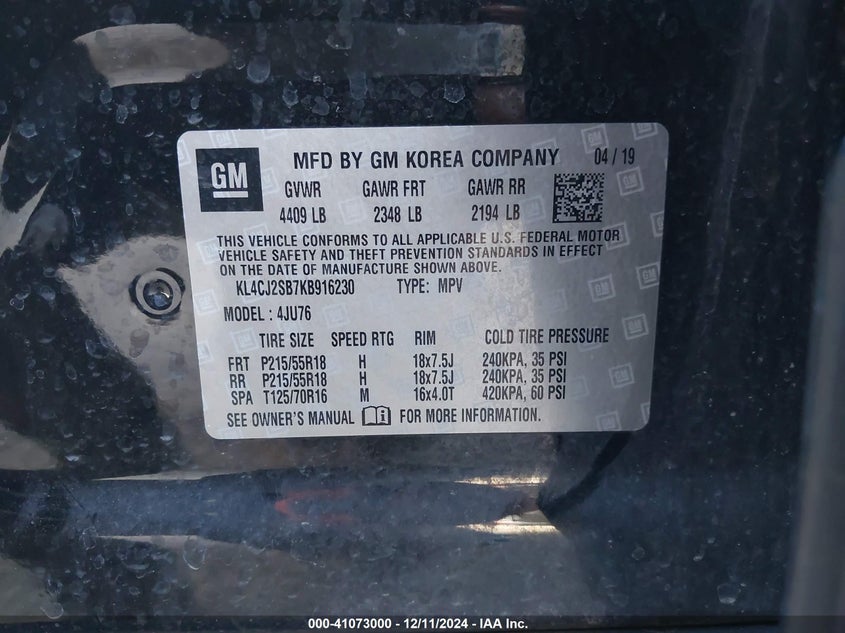 GM MFD BY GM KOREA COMPANY 04 / 19
GVWR GAWR FRT GAWR RR
4409 LB 2348 LB 2194 LB
THIS VEHICLE CONFORMS TO ALL APPLICABLE U.S. FEDERAL MOTOR
VEHICLE SAFETY AND THEFT PREVENTION STANDARDS IN EFFECT
ON THE DATE OF MANUFACTURE SHOWN ABOVE.
KL4CJ2SB7KB916230 TYPE: MPV
MODEL : 4JU76
TIRE SIZE SPEED RTG RIM COLD TIRE PRESSURE
FRT P215/55R18 H 18x7.5J 240KPA, 35 PSI
RR P215/55R18 H 18x7.5J 240KPA, 35 PSI
SPA T125/70R16 M 16x4.0T 420KPA, 60 PSI
SEE OWNER'S MANUAL FOR MORE INFORMATION.
000-41073000 - 12/11/2024 - IAA Inc.